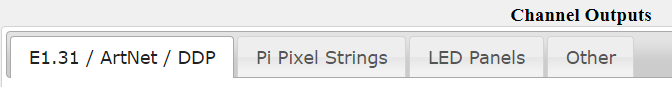 Channel Outputs
E1.31 / ArtNet / DDP Pi Pixel Strings LED Panels Other